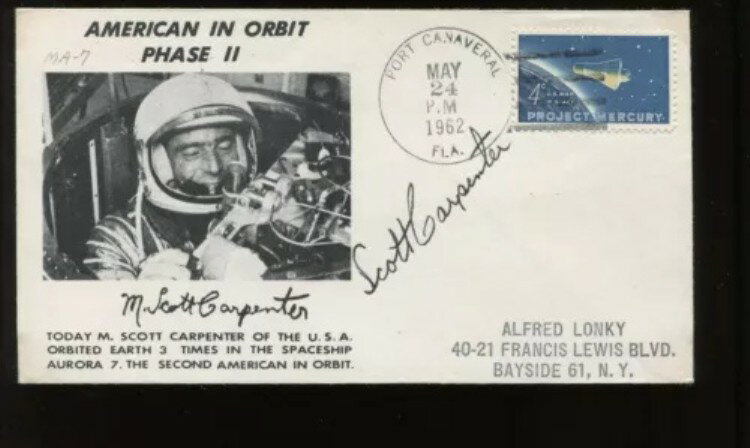 AMERICAN IN ORBIT
PHASE II
MA-7
M. Scott Carpenter
TODAY M. SCOTT CARPENTER OF THE U.S.A.
ORBITED EARTH 3 TIMES IN THE SPACESHIP
AURORA 7. THE SECOND AMERICAN IN ORBIT.
PORT CANAVERAL
MAY
24
P.M
1962
FLA.
4¢
PROJECT MERCURY
Scott Carpenter
ALFRED LONKY
40-21 FRANCIS LEWIS BLVD.
BAYSIDE 61, N. Y.